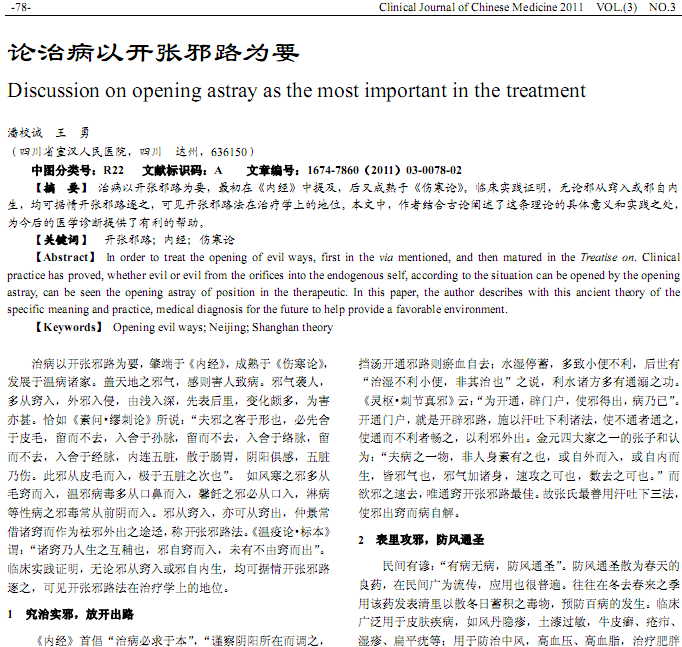 -78- Clinical Journal of Chinese Medicine 2011 VOL.(3) NO.3
论治病以开张邪路为要
Discussion on opening astray as the most important in the treatment
潘校诚 王 勇
（四川省宣汉人民医院，四川 达州，636150）
中图分类号：R22 文献标识码：A 文章编号：1674-7860（2011）03-0078-02
【摘 要】 治病以开张邪路为要，最初在《内经》中提及，后又成熟于《伤寒论》。临床实践证明，无论邪从窍入或邪自内
生，均可据情开张邪路逐之，可见开张邪路法在治疗学上的地位。本文中，作者结合古论阐述了这条理论的具体意义和实践之处，
为今后的医学诊断提供了有利的帮助。
【关键词】 开张邪路；内经；伤寒论
【Abstract】 In order to treat the opening of evil ways, first in the via mentioned, and then matured in the Treatise on. Clinical
practice has proved, whether evil or evil from the orifices into the endogenous self, according to the situation can be opened by the opening
astray, can be seen the opening astray of position in the therapeutic. In this paper, the author describes with this ancient theory of the
specific meaning and practice, medical diagnosis for the future to help provide a favorable environment.
【Keywords】 Opening evil ways; Neijing; Shanghan theory
治病以开张邪路为要，肇端于《内经》，成熟于《伤寒论》，
发展于温病诸家。盖天地之邪气，感则害人致病。邪气袭人，
多从窍入，外邪入侵，由浅入深，先表后里，变化颇多，为害
亦甚。恰如《素问•缪刺论》所说：“夫邪之客于形也，必先舍
于皮毛，留而不去，入舍于孙脉，留而不去，入舍于络脉，留
而不去，入舍于经脉，内连五脏，散于肠胃，阴阳俱感，五脏
乃伤。此邪从皮毛而入，极于五脏之次也”。 如风寒之邪多从
毛窍而入，温邪病毒多从口鼻而入，馨饪之邪必从口入，淋病
等性病之邪毒常从前阴而入。邪从窍入，亦可从窍出，仲景常
借诸窍而作为祛邪外出之途迳，称开张邪路法。《温疫论•标本》
谓：“诸窍乃人生之互牖也，邪自窍而入，未有不由窍而出”。
临床实践证明，无论邪从窍入或邪自内生，均可据情开张邪路
逐之，可见开张邪路法在治疗学上的地位。
1 究治实邪，放开出路
《内经》首倡“治病必求于本”，“谨察阴阳所在而调之，
挡汤开通邪路则瘀血自去；水湿停蓄，多致小便不利，后世有
“治湿不利小便，非其治也”之说，利水诸方多有通溺之功。
《灵枢•刺节真邪》云：“为开通，辟门户，使邪得出，病乃已”。
开通门户，就是开辟邪路，施以汗吐下利诸法，使不通者通之，
使通而不利者畅之，以利邪外出。金元四大家之一的张子和认
为：“夫病之一物，非人身素有之也，或自外而入，或自内而
生，皆邪气也，邪气加诸身，速攻之可也，数去之可也。”而
欲邪之速去，唯通窍开张邪路最佳。故张氏最善用汗吐下三法，
使邪出窍而病自解。
2 表里攻邪，防风通圣
民间有谚：“有病无病，防风通圣”。防风通圣散为春天的
良药，在民间广为流传，应用也很普遍。往往在冬去春来之季
用该药发表清里以散冬日蓄积之毒物，预防百病的发生。临床
广泛用于皮肤疾病，如风丹隐疹，土漆过敏，牛皮癣、疮疖、
湿疹、扁平疣等；用于防治中风，高血压、高血脂，治疗肥胖